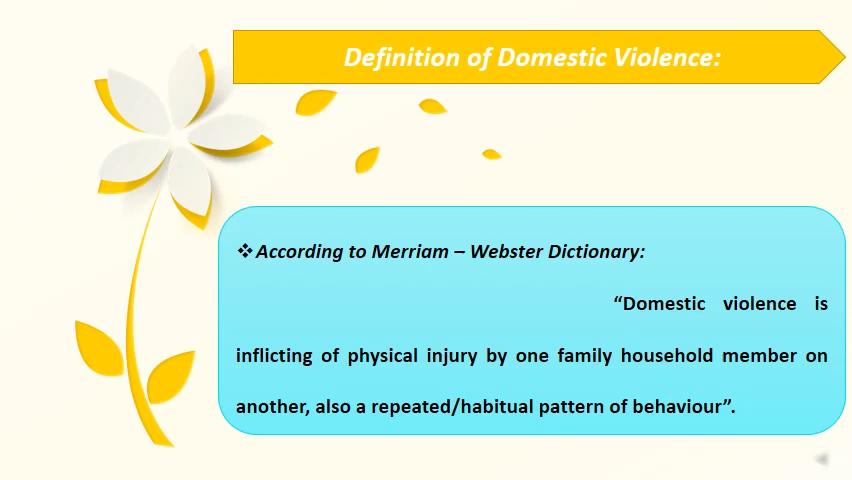 Definition of Domestic Violence:
❖According to Merriam – Webster Dictionary:
“Domestic violence is
inflicting of physical injury by one family household member on
another, also a repeated/habitual pattern of behaviour”.